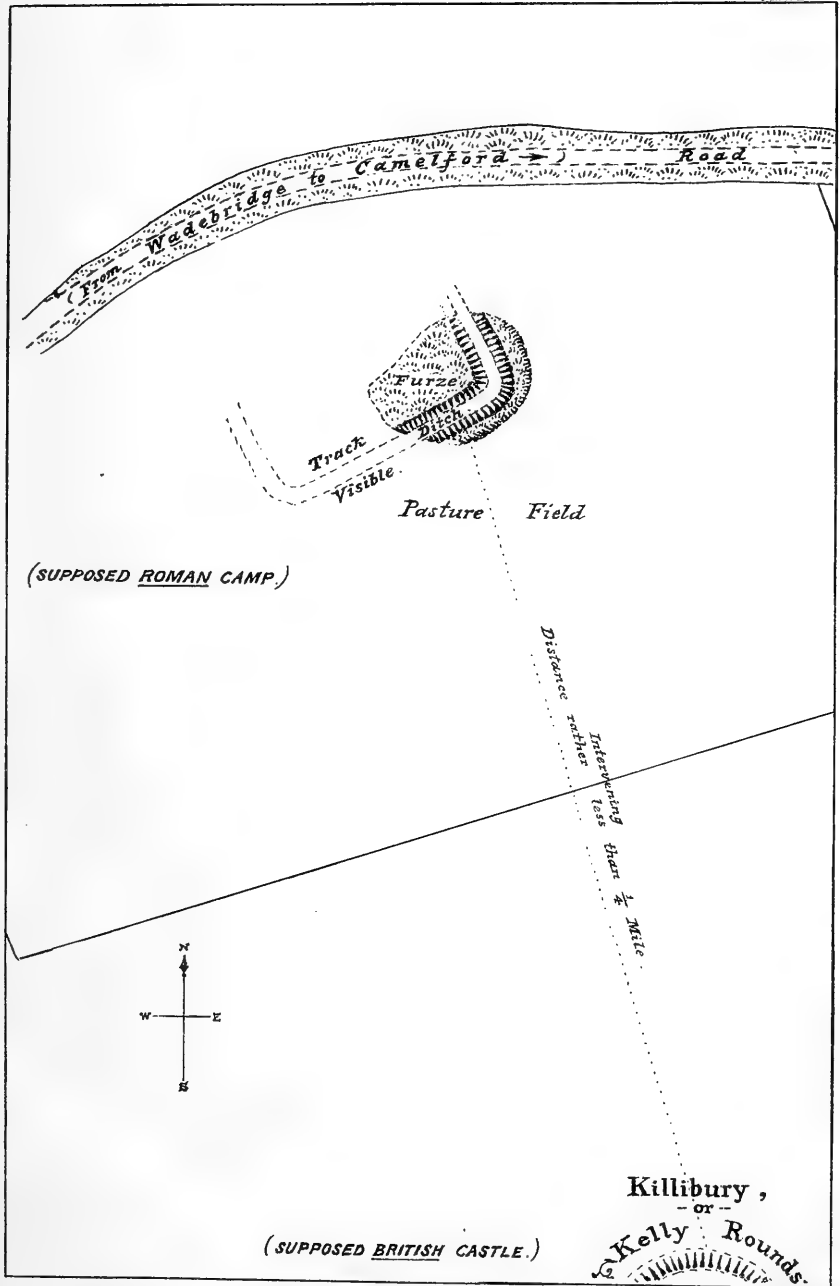 (From Wadebridge to Camelford ) Road
Furze
Ditch
Track
Visible.
Pasture Field
(SUPPOSED ROMAN CAMP.)
Intervening
Distance rather less than 1/4 Mile.
N
W E
S
Killibury,
-or-
Kelly Rounds.
(SUPPOSED BRITISH CASTLE.)